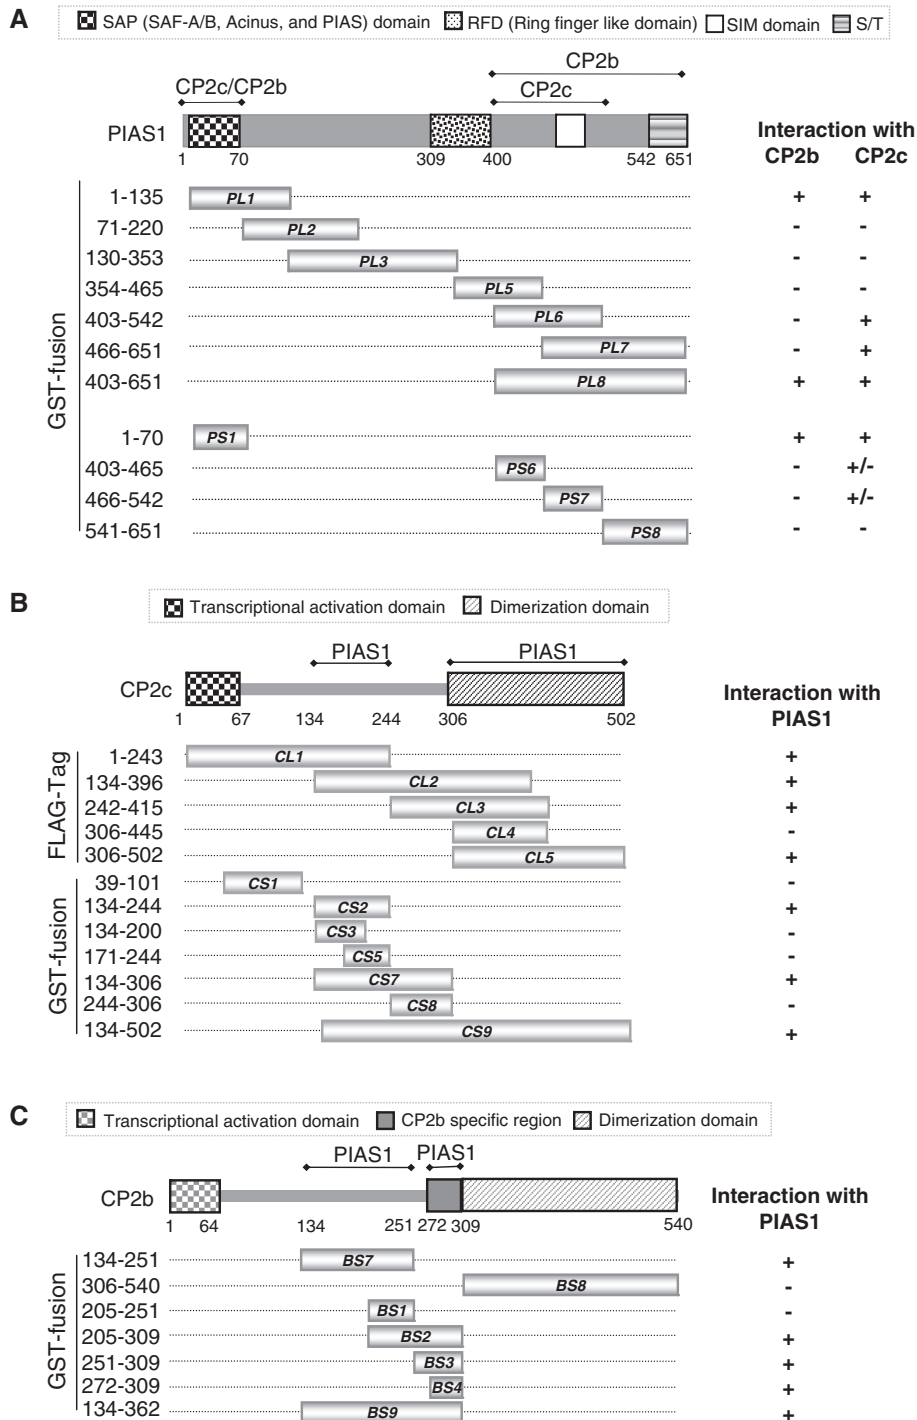 A
SAP (SAF-A/B, Acinus, and PIAS) domain RFD (Ring finger like domain) SIM domain S/T
CP2b
CP2c/CP2b CP2c
PIAS1
1 70 309 400 542 651
Interaction with
CP2b CP2c
GST-fusion
1-135 PL1 + +
71-220 PL2 - -
130-353 PL3 - -
354-465 PL5 - -
403-542 PL6 - +
466-651 PL7 - +
403-651 PL8 + +
1-70 PS1 + +
403-465 PS6 - +/-
466-542 PS7 - +/-
541-651 PS8 - -
B
Transcriptional activation domain Dimerization domain
PIAS1 PIAS1
CP2c
1 67 134 244 306 502
Interaction with
PIAS1
FLAG-Tag
1-243 CL1 +
134-396 CL2 +
242-415 CL3 +
306-445 CL4 -
306-502 CL5 +
GST-fusion
39-101 CS1 -
134-244 CS2 +
134-200 CS3 -
171-244 CS5 -
134-306 CS7 +
244-306 CS8 -
134-502 CS9 +
C
Transcriptional activation domain CP2b specific region Dimerization domain
PIAS1 PIAS1
CP2b
1 64 134 251 272 309 540
Interaction with
PIAS1
GST-fusion
134-251 BS7 +
306-540 BS8 -
205-251 BS1 -
205-309 BS2 +
251-309 BS3 +
272-309 BS4 +
134-362 BS9 +